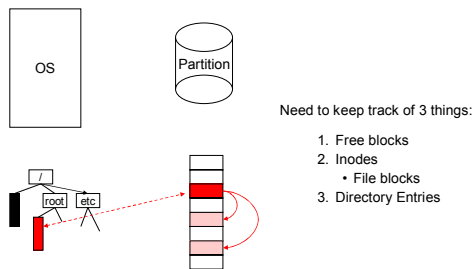 OS
Partition
Need to keep track of 3 things:
1. Free blocks
2. Inodes
• File blocks
3. Directory Entries
/
root
etc